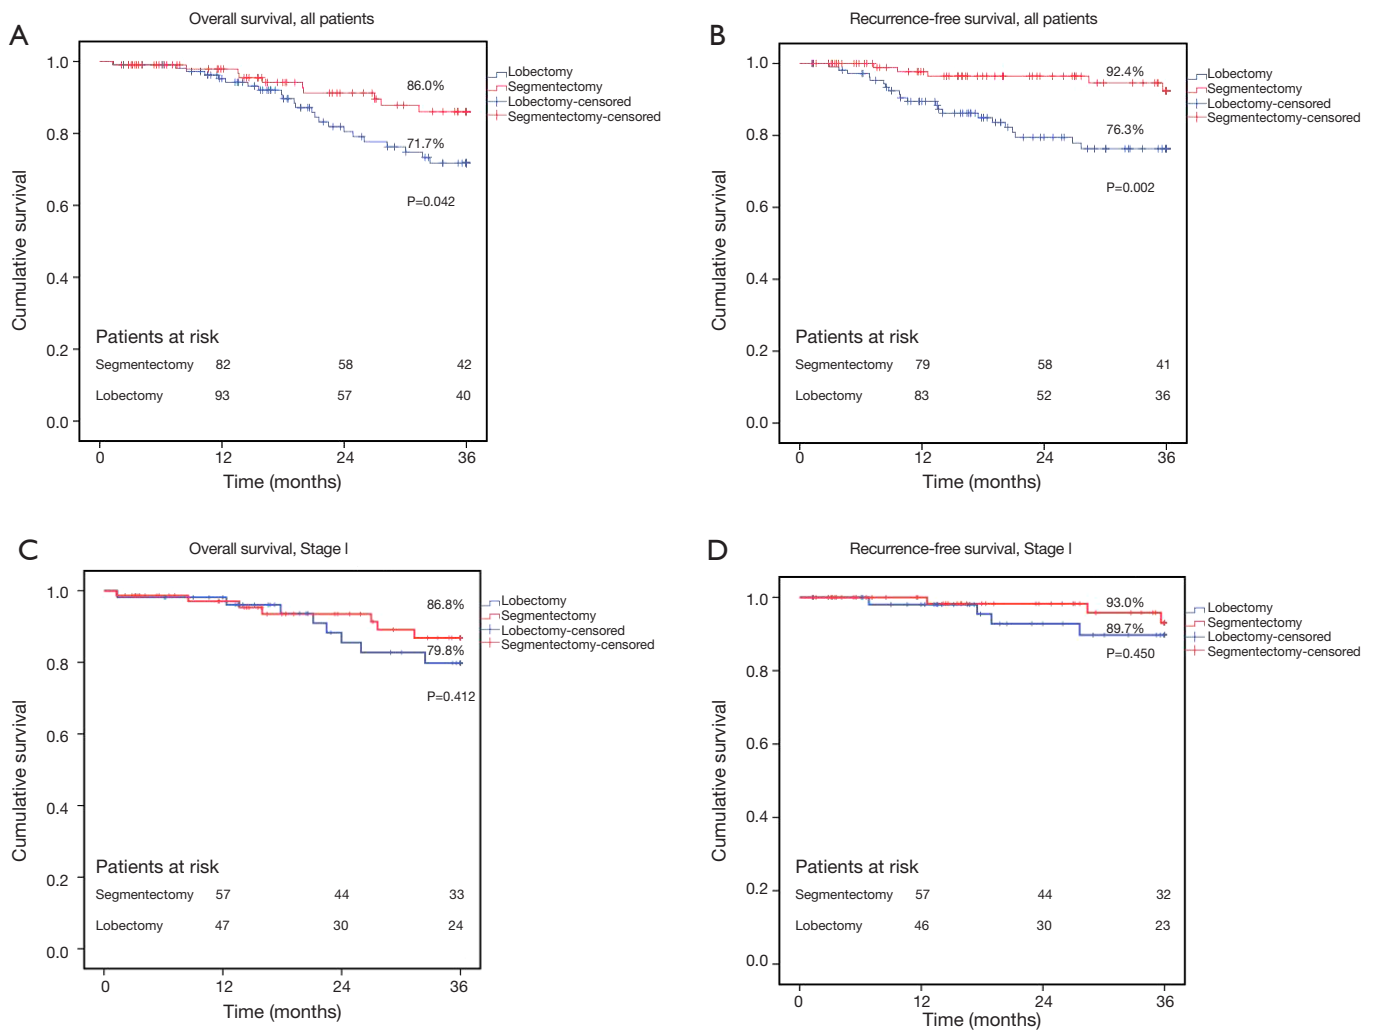 A
Overall survival, all patients
1.0
0.8
0.6
0.4
0.2
0.0
Cumulative survival
86.0%
71.7%
P=0.042
Lobectomy
Segmentectomy
Lobectomy-censored
Segmentectomy-censored
Patients at risk
Segmentectomy 82 58 42
Lobectomy 93 57 40
0 12 24 36
Time (months)
B
Recurrence-free survival, all patients
1.0
0.8
0.6
0.4
0.2
0.0
Cumulative survival
92.4%
76.3%
P=0.002
Lobectomy
Segmentectomy
Lobectomy-censored
Segmentectomy-censored
Patients at risk
Segmentectomy 79 58 41
Lobectomy 83 52 36
0 12 24 36
Time (months)
C
Overall survival, Stage I
1.0
0.8
0.6
0.4
0.2
0.0
Cumulative survival
86.8%
79.8%
P=0.412
Lobectomy
Segmentectomy
Lobectomy-censored
Segmentectomy-censored
Patients at risk
Segmentectomy 57 44 33
Lobectomy 47 30 24
0 12 24 36
Time (months)
D
Recurrence-free survival, Stage I
1.0
0.8
0.6
0.4
0.2
0.0
Cumulative survival
93.0%
89.7%
P=0.450
Lobectomy
Segmentectomy
Lobectomy-censored
Segmentectomy-censored
Patients at risk
Segmentectomy 57 44 32
Lobectomy 46 30 23
0 12 24 36
Time (months)